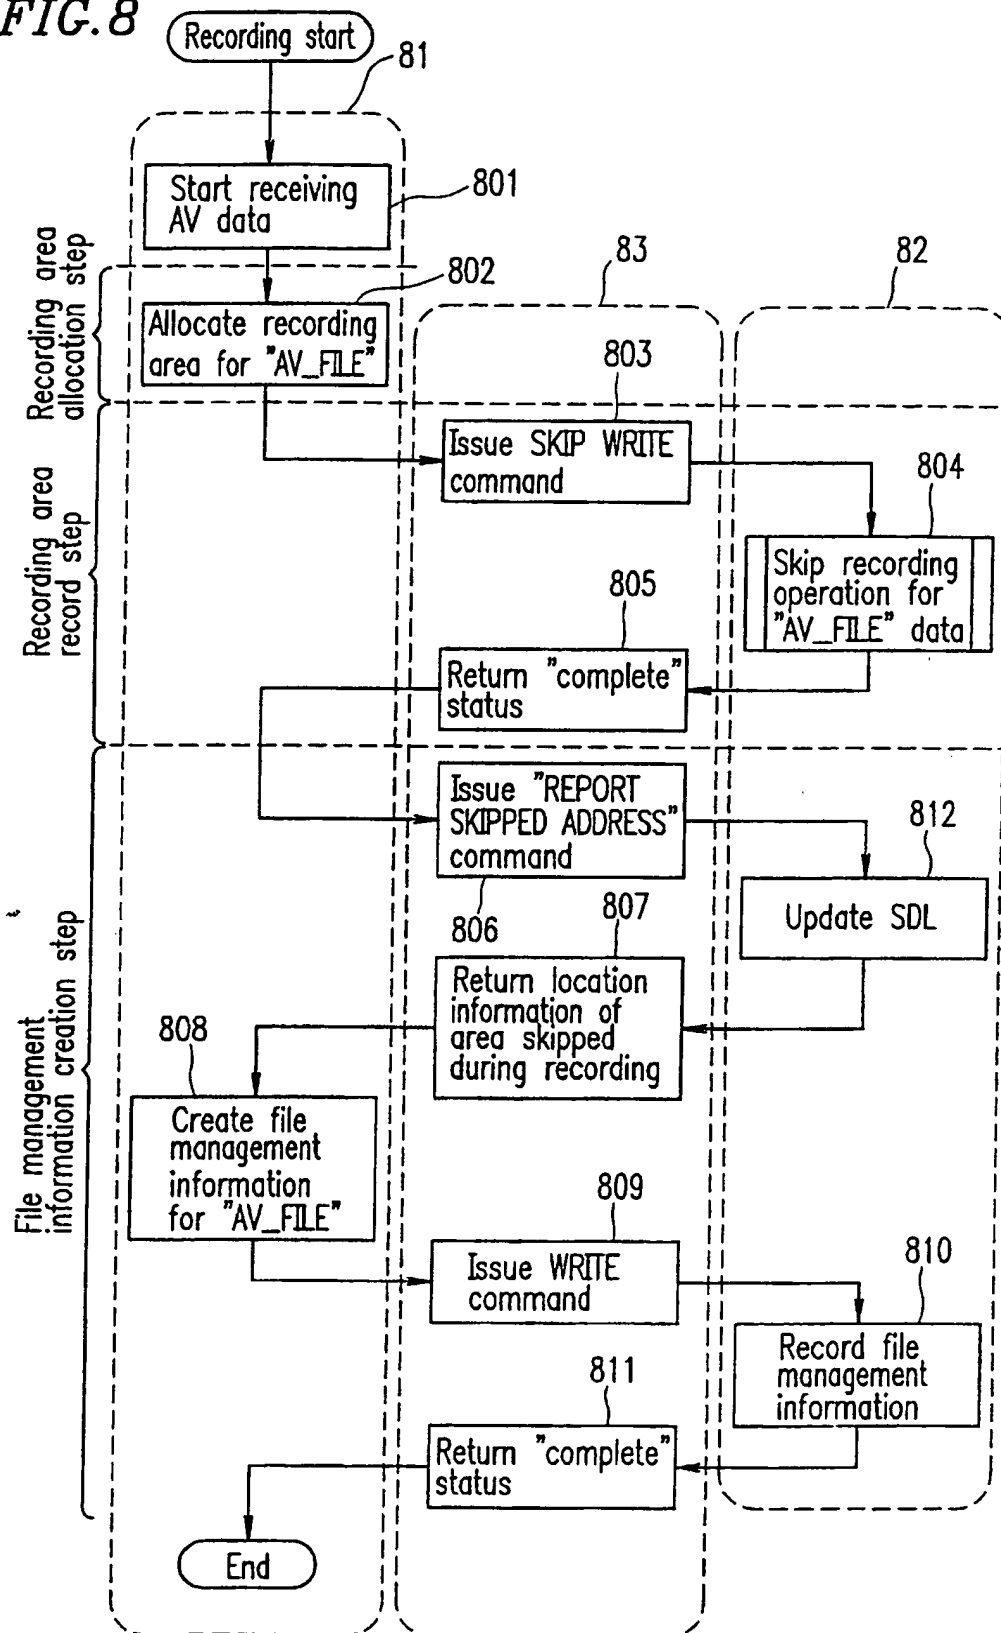 FIG. 8
Recording start
81
Start receiving
AV data
801
Recording area
allocation step
802
Allocate recording
area for "AV_FILE"
83
82
Recording area
record step
803
Issue SKIP WRITE
command
804
Skip recording
operation for
"AV_FILE" data
805
Return "complete"
status
File management
information creation step
Issue "REPORT
SKIPPED ADDRESS"
command
806
812
Update SDL
807
Return location
information of
area skipped
during recording
808
Create file
management
information
for "AV_FILE"
809
Issue WRITE
command
810
Record file
management
information
811
Return "complete"
status
End